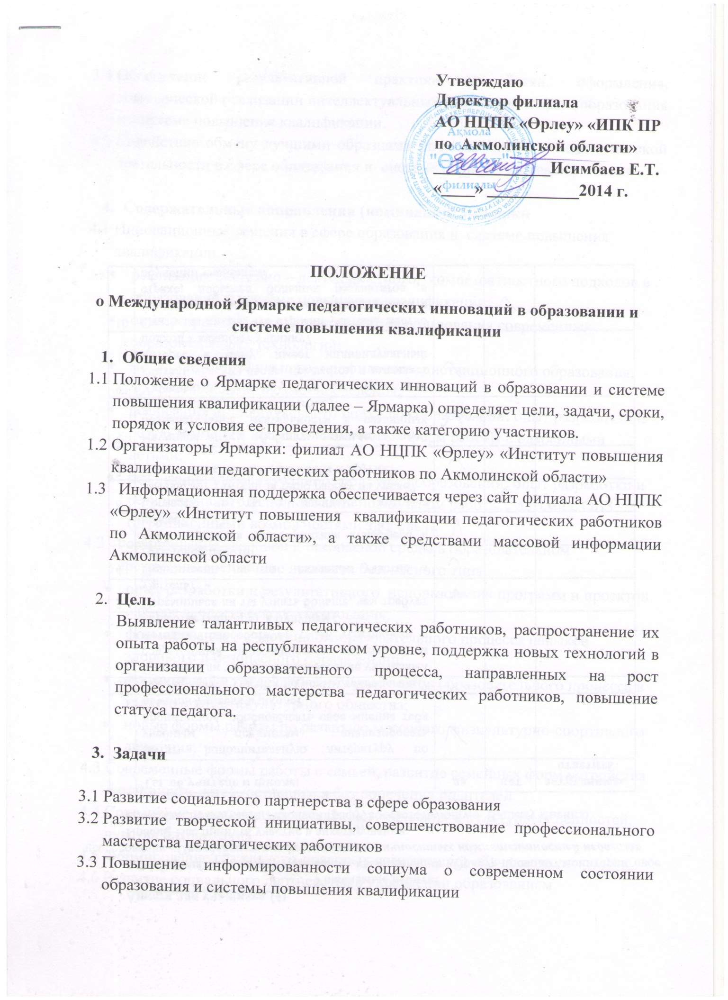 Утверждаю
Директор филиала
АО НЦПК «Өрлеу» «ИПК ПР
по Акмолинской области»
Исимбаев Е.Т.
«____» ___________2014 г.
Ақмола
"Өрлеу"
филиалы
ПОЛОЖЕНИЕ
о Международной Ярмарке педагогических инноваций в образовании и
системе повышения квалификации
1. Общие сведения
1.1 Положение о Ярмарке педагогических инноваций в образовании и системе
повышения квалификации (далее – Ярмарка) определяет цели, задачи, сроки,
порядок и условия ее проведения, а также категорию участников.
1.2 Организаторы Ярмарки: филиал АО НЦПК «Өрлеу» «Институт повышения
квалификации педагогических работников по Акмолинской области»
1.3 Информационная поддержка обеспечивается через сайт филиала АО НЦПК
«Өрлеу» «Институт повышения квалификации педагогических работников
по Акмолинской области», а также средствами массовой информации
Акмолинской области
2. Цель
Выявление талантливых педагогических работников, распространение их
опыта работы на республиканском уровне, поддержка новых технологий в
организации образовательного процесса, направленных на рост
профессионального мастерства педагогических работников, повышение
статуса педагога.
3. Задачи
3.1 Развитие социального партнерства в сфере образования
3.2 Развитие творческой инициативы, совершенствование профессионального
мастерства педагогических работников
3.3 Повышение информированности социума о современном состоянии
образования и системы повышения квалификации